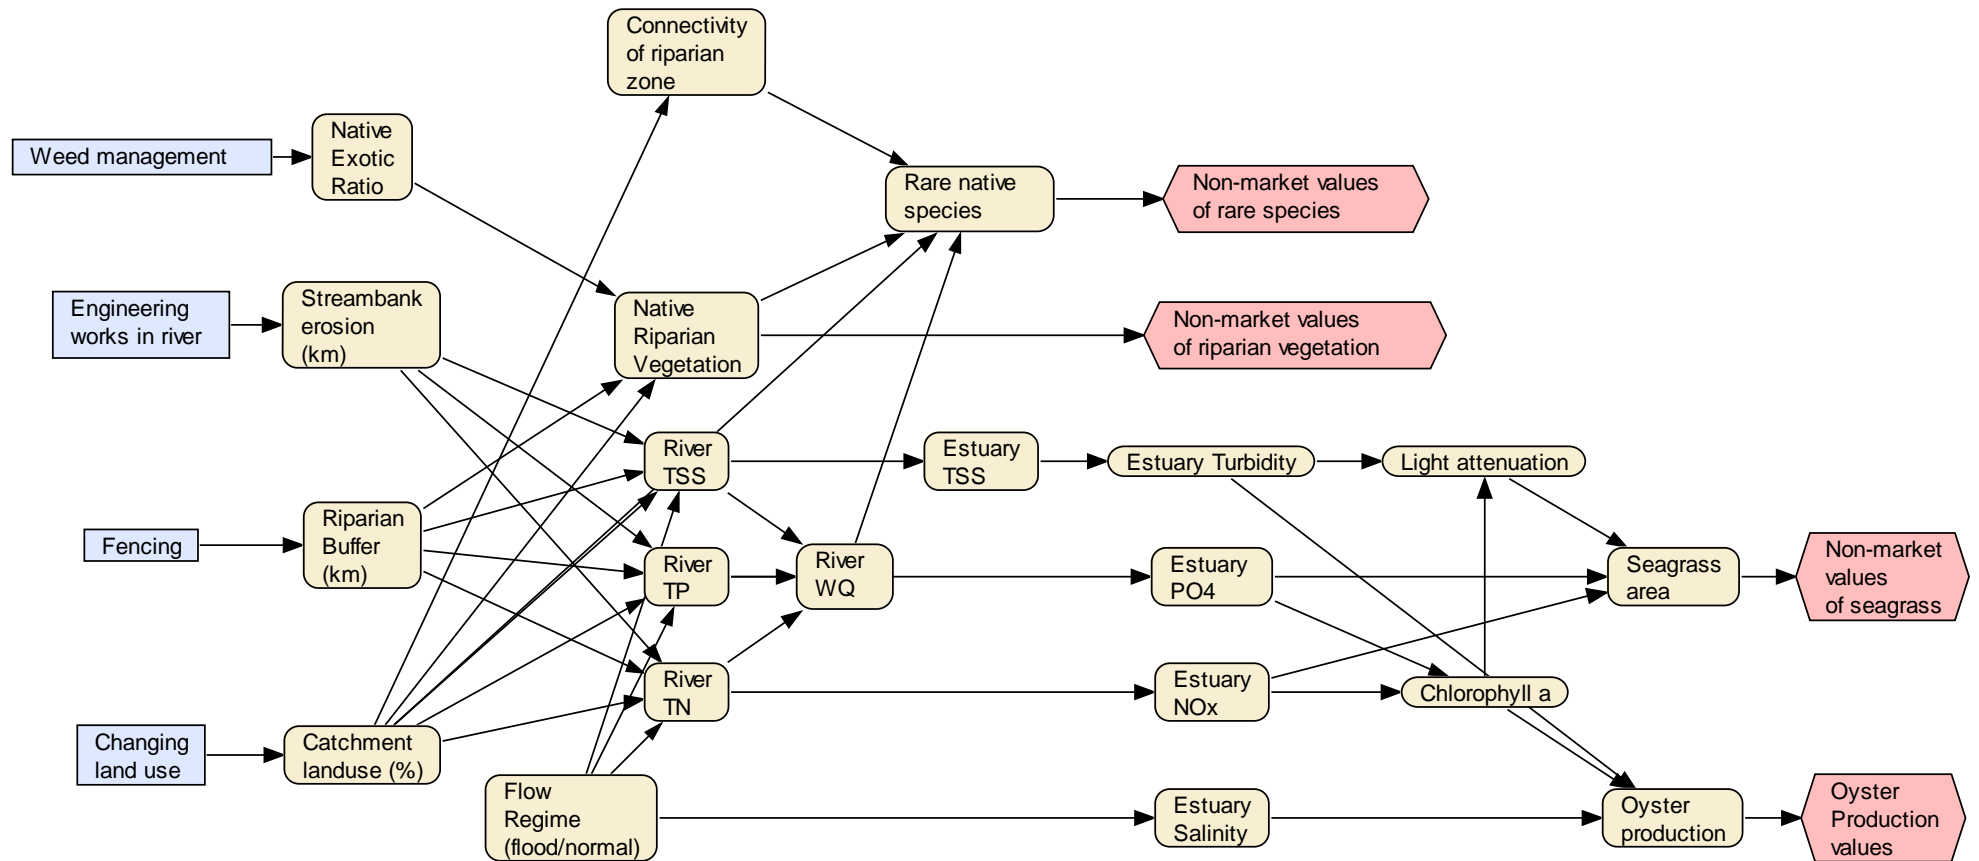 Connectivity
of riparian
zone
Weed management
Native
Exotic
Ratio
Rare native
species
Non-market values
of rare species
Engineering
works in river
Streambank
erosion
(km)
Native
Riparian
Vegetation
Non-market values
of riparian vegetation
River
TSS
Estuary
TSS
Estuary Turbidity
Light attenuation
Fencing
Riparian
Buffer
(km)
River
TP
River
WQ
Estuary
PO4
Seagrass
area
Non-market
values
of seagrass
River
TN
Estuary
NOx
Chlorophyll a
Changing
land use
Catchment
landuse (%)
Flow
Regime
(flood/normal)
Estuary
Salinity
Oyster
production
Oyster
Production
values